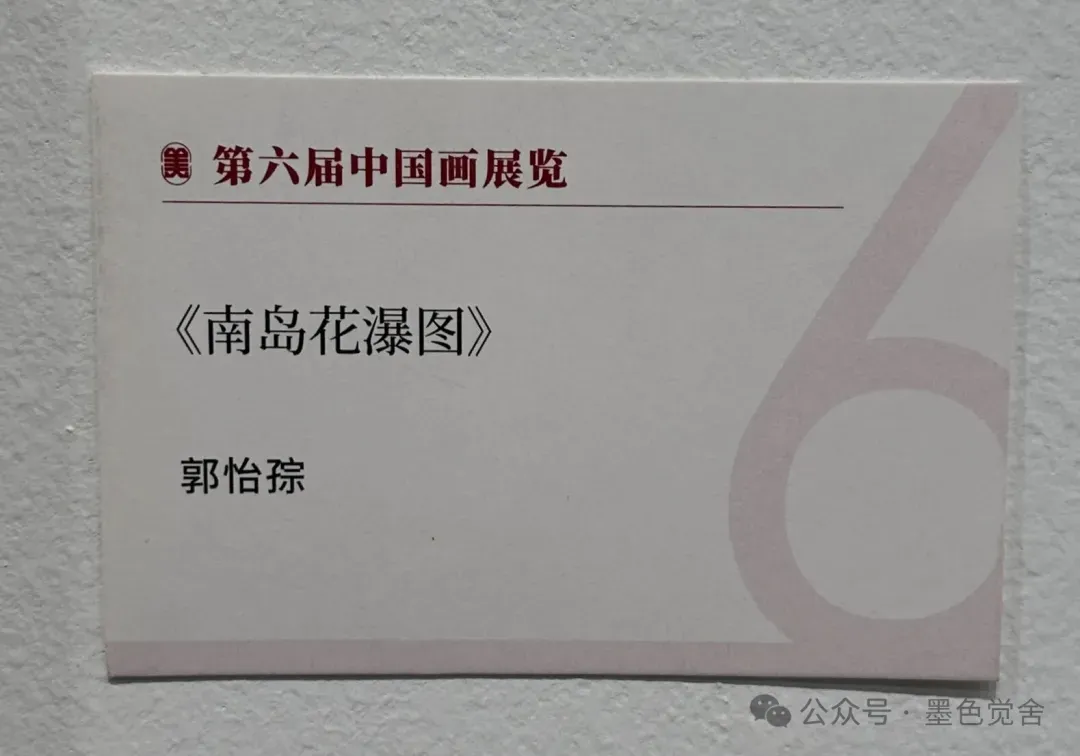 美 第六届中国画展览
《南岛花瀑图》
郭怡孮
6
公众号 · 墨色觉舍